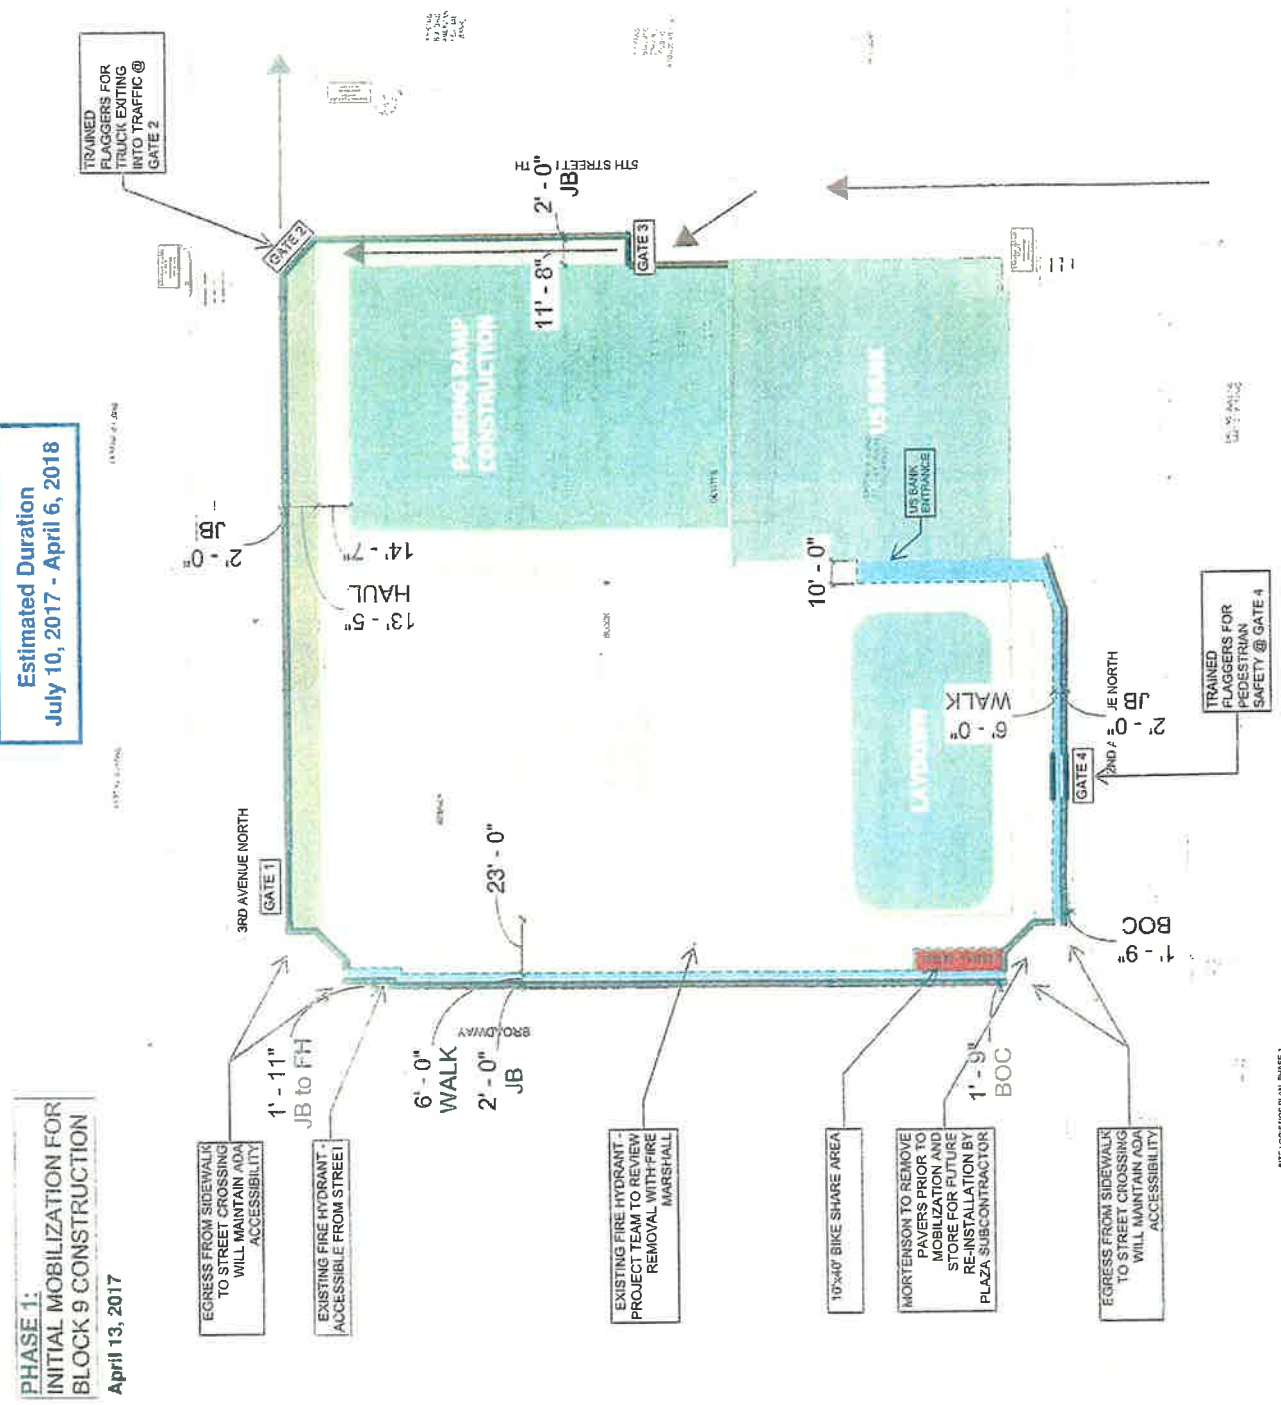 PHASE 1:
INITIAL MOBILIZATION FOR
BLOCK 9 CONSTRUCTION
April 13, 2017
Estimated Duration
July 10, 2017 - April 6, 2018
TRAINED
FLAGGERS FOR
TRUCK EXITING
INTO TRAFFIC @
GATE 2
EGRESS FROM SIDEWALK
TO STREET CROSSING
WILL MAINTAIN ADA
ACCESSIBILITY
3RD AVENUE NORTH
GATE 1
2' - 0"
JB
13' - 5"
HAUL
14' - 7"
GATE 2
1' - 11"
JB to FH
EXISTING FIRE HYDRANT -
ACCESSIBLE FROM STREET
6' - 0"
WALK
2' - 0"
JB
BROADWAY
23' - 0"
PARKING RAMP
CONSTRUCTION
11' - 8"
2' - 0"
JB
5TH STREET
TH
GATE 3
EXISTING FIRE HYDRANT -
PROJECT TEAM TO REVIEW
REMOVAL WITH FIRE
MARSHALL
BLOCK
10'x40' BIKE SHARE AREA
MORTENSON TO REMOVE
PAVERS PRIOR TO
MOBILIZATION AND
STORE FOR FUTURE
RE-INSTALLATION BY
PLAZA SUBCONTRACTOR
1' - 9"
BOC
LAYDOWN
10' - 0"
US BANK
US BANK
ENTRANCE
6' - 0"
WALK
EGRESS FROM SIDEWALK
TO STREET CROSSING
WILL MAINTAIN ADA
ACCESSIBILITY
1' - 9"
BOC
GATE 4
2ND A
JE NORTH
2' - 0"
JB
TRAINED
FLAGGERS FOR
PEDESTRIAN
SAFETY @ GATE 4